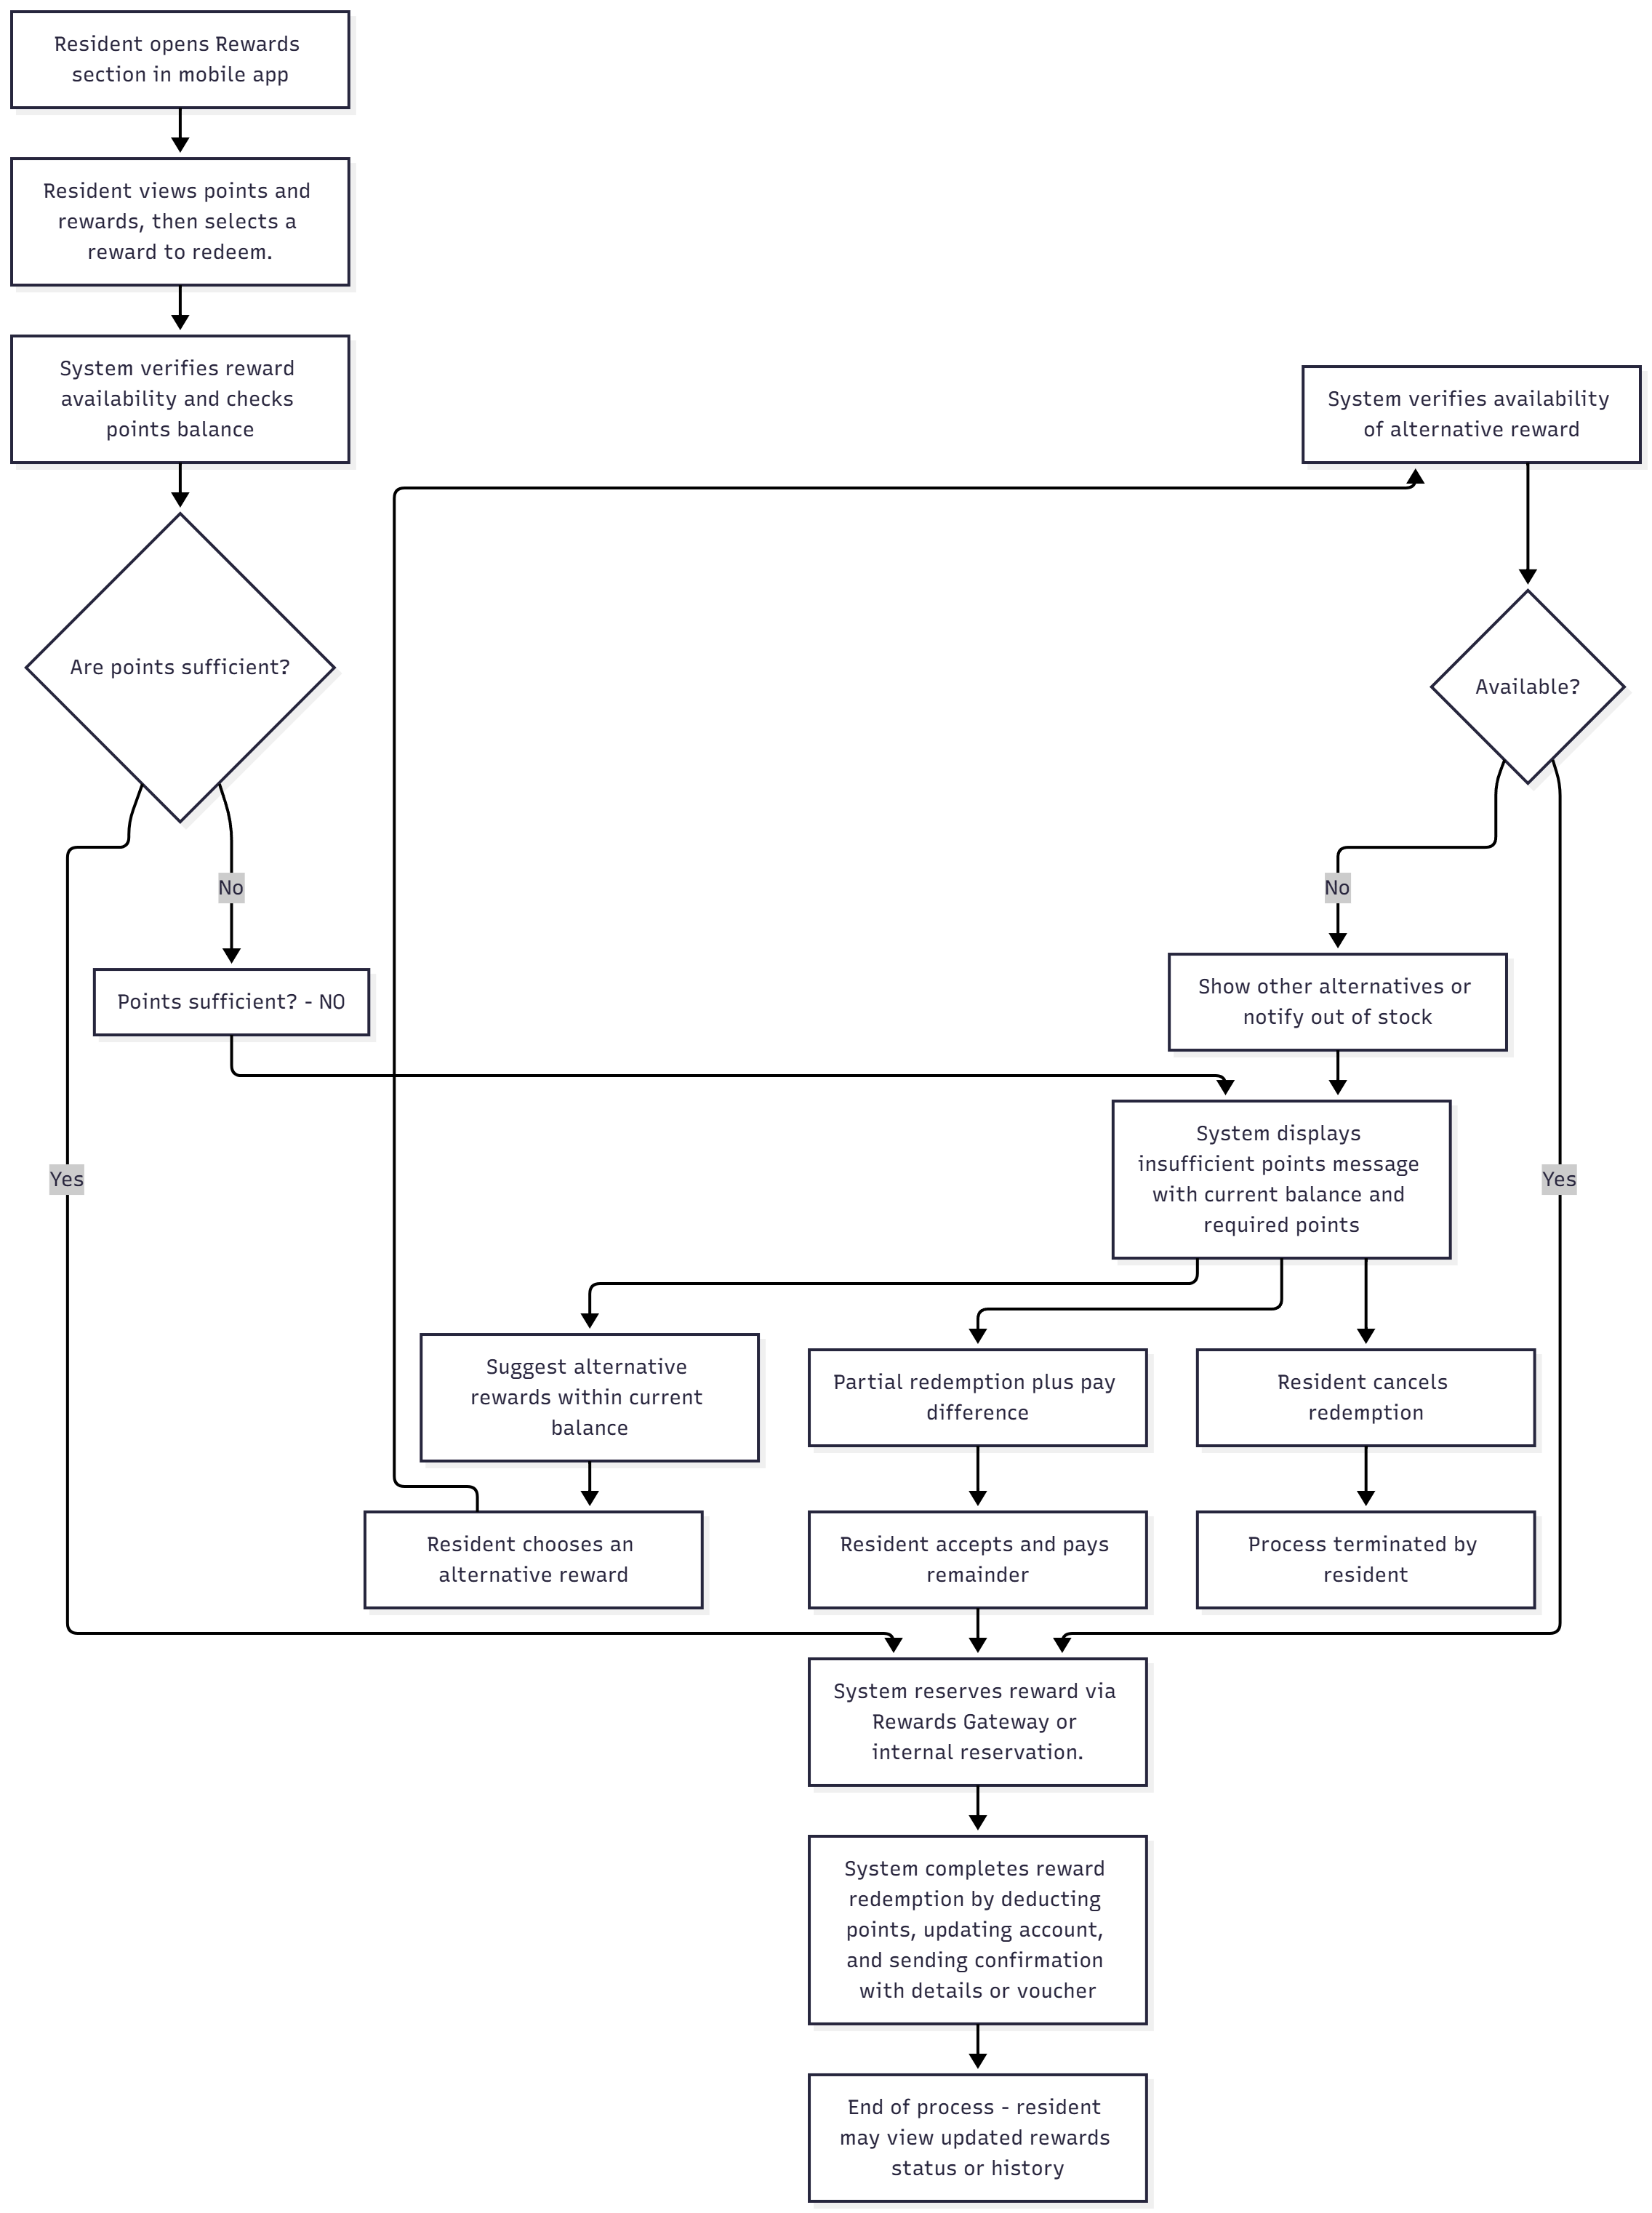 Resident opens Rewards
section in mobile app
Resident views points and
rewards, then selects a
reward to redeem.
System verifies reward
availability and checks
points balance
System verifies availability
of alternative reward
Are points sufficient?
Available?
No
No
Points sufficient? - NO
Show other alternatives or
notify out of stock
System displays
insufficient points message
with current balance and
required points
Yes
Yes
Suggest alternative
rewards within current
balance
Partial redemption plus pay
difference
Resident cancels
redemption
Resident chooses an
alternative reward
Resident accepts and pays
remainder
Process terminated by
resident
System reserves reward via
Rewards Gateway or
internal reservation.
System completes reward
redemption by deducting
points, updating account,
and sending confirmation
with details or voucher
End of process - resident
may view updated rewards
status or history